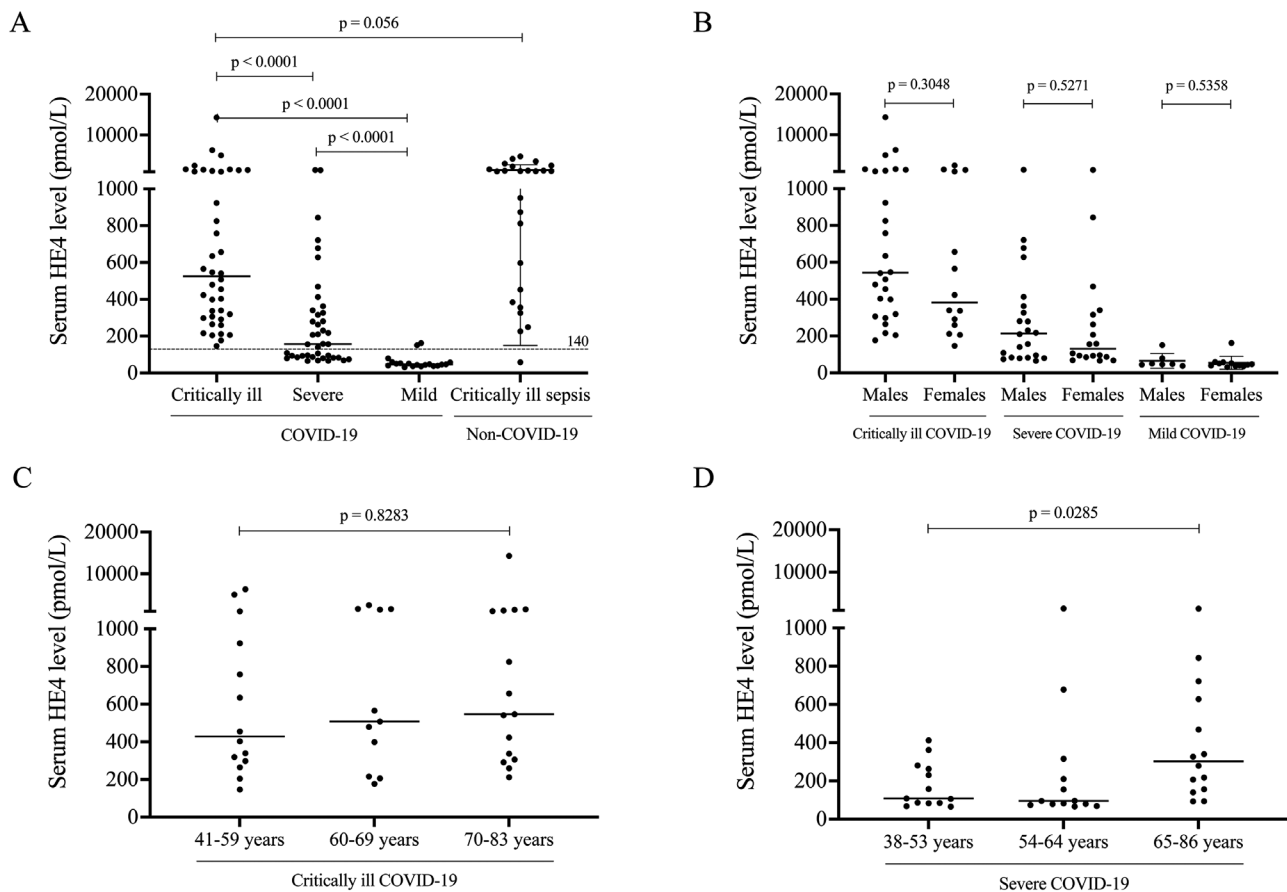 A
p = 0.056
p < 0.0001
p < 0.0001
p < 0.0001
Serum HE4 level (pmol/L)
20000
10000
1000
800
600
400
200
0
140
Critically ill
Severe
Mild
Critically ill sepsis
COVID-19
Non-COVID-19
B
p = 0.3048
p = 0.5271
p = 0.5358
Serum HE4 level (pmol/L)
20000
10000
1000
800
600
400
200
0
Males
Females
Males
Females
Males
Females
Critically ill COVID-19
Severe COVID-19
Mild COVID-19
C
p = 0.8283
Serum HE4 level (pmol/L)
20000
10000
1000
800
600
400
200
0
41-59 years
60-69 years
70-83 years
Critically ill COVID-19
D
p = 0.0285
Serum HE4 level (pmol/L)
20000
10000
1000
800
600
400
200
0
38-53 years
54-64 years
65-86 years
Severe COVID-19